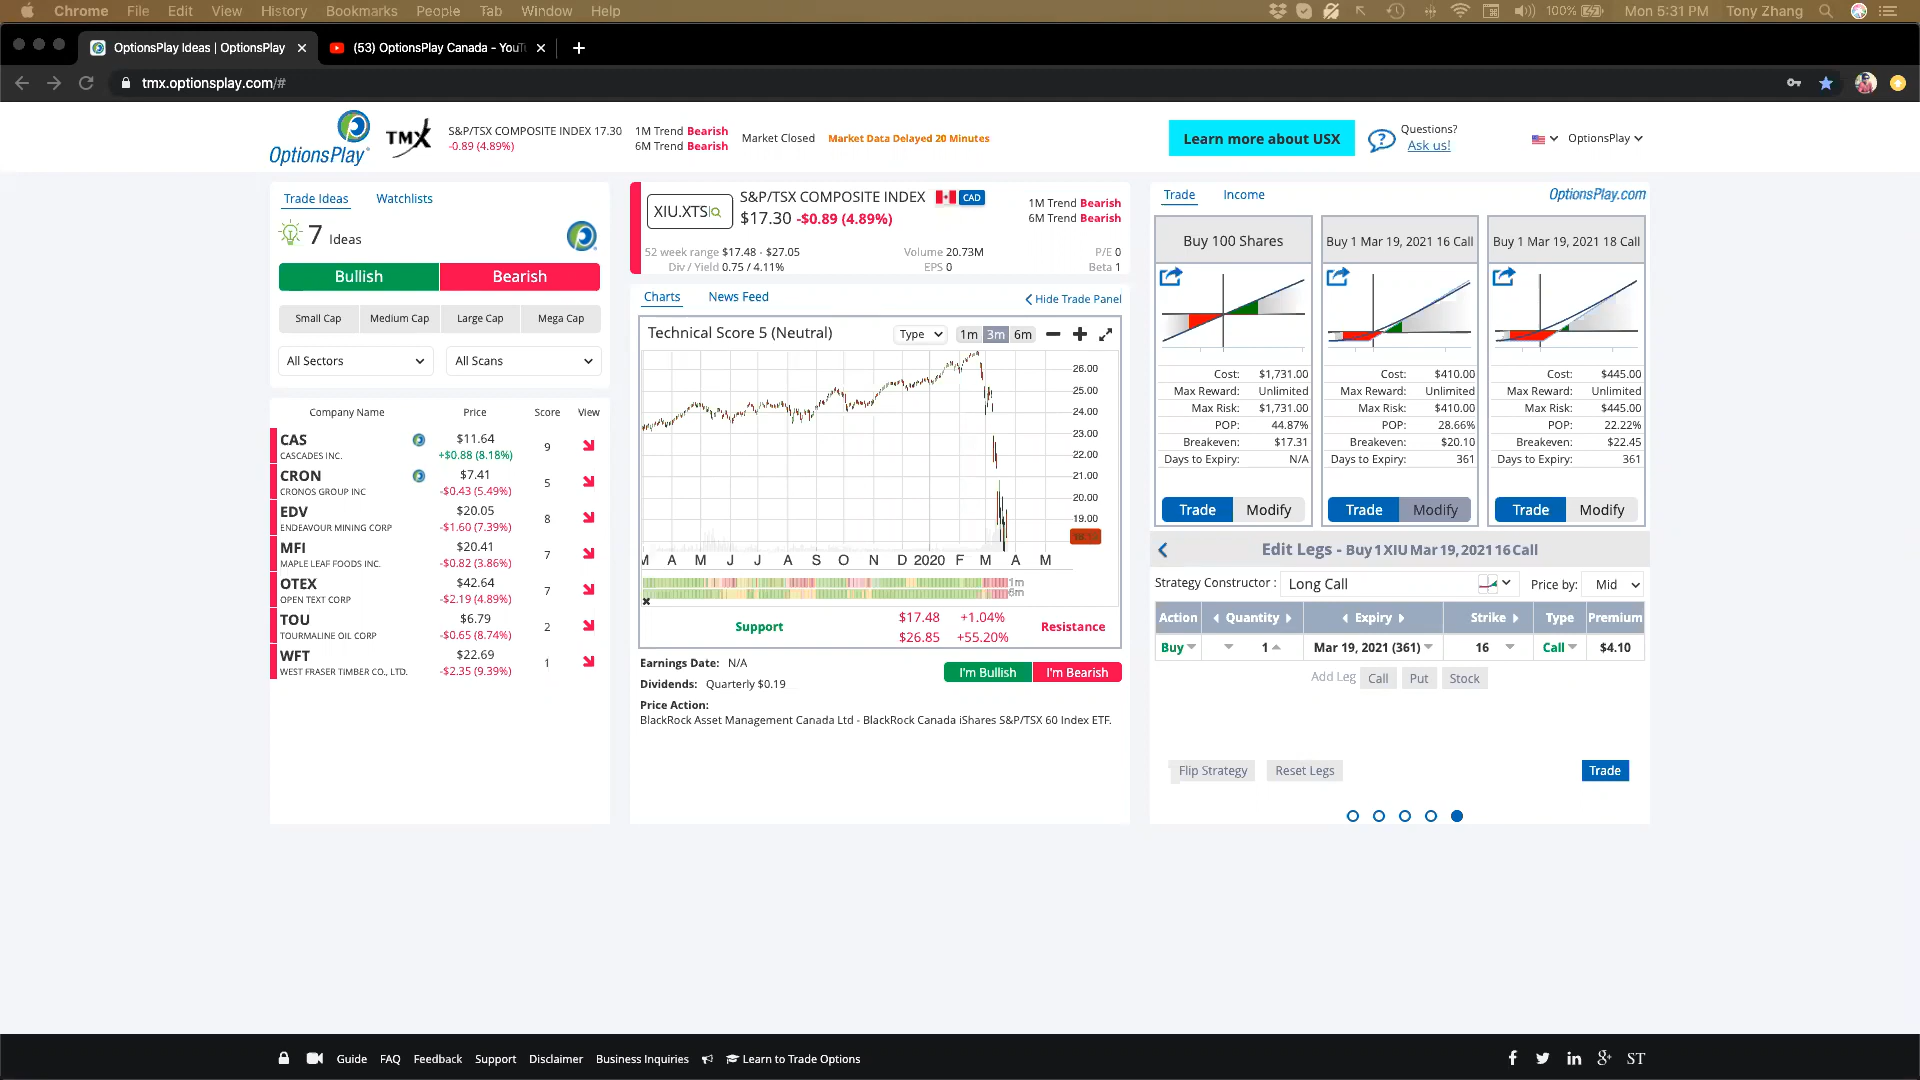 Chrome File Edit View History Bookmarks People Tab Window Help
100% Mon 5:31 PM Tony Zhang
OptionsPlay Ideas | OptionsPlay
(53) OptionsPlay Canada - YouTu
tmx.optionsplay.com/#
OptionsPlay
TMX
S&P/TSX COMPOSITE INDEX 17.30
-0.89 (4.89%)
1M Trend Bearish
6M Trend Bearish
Market Closed
Market Data Delayed 20 Minutes
Learn more about USX
Questions?
Ask us!
OptionsPlay
Trade Ideas Watchlists
7 Ideas
Bullish Bearish
Small Cap Medium Cap Large Cap Mega Cap
All Sectors All Scans
Company Name Price Score View
CAS $11.64
CASCADES INC. +$0.88 (8.18%) 9
CRON $7.41
CRONOS GROUP INC -$0.43 (5.49%) 5
EDV $20.05
ENDEAVOUR MINING CORP -$1.60 (7.39%) 8
MFI $20.41
MAPLE LEAF FOODS INC. -$0.82 (3.86%) 7
OTEX $42.64
OPEN TEXT CORP -$2.19 (4.89%) 7
TOU $6.79
TOURMALINE OIL CORP -$0.65 (8.74%) 2
WFT $22.69
WEST FRASER TIMBER CO., LTD. -$2.35 (9.39%) 1
XIU.XTSI
S&P/TSX COMPOSITE INDEX CAD
$17.30 -$0.89 (4.89%)
1M Trend Bearish
6M Trend Bearish
52 week range $17.48 - $27.05 Volume 20.73M P/E 0
Div / Yield 0.75 / 4.11% EPS 0 Beta 1
Charts News Feed Hide Trade Panel
Technical Score 5 (Neutral) Type 1m 3m 6m
26.00
25.00
24.00
23.00
22.00
21.00
20.00
19.00
M A M J J A S O N D 2020 F M A M
1m
6m
Support $17.48 +1.04% Resistance
$26.85 +55.20%
Earnings Date: N/A
Dividends: Quarterly $0.19
I'm Bullish I'm Bearish
Price Action:
BlackRock Asset Management Canada Ltd - BlackRock Canada iShares S&P/TSX 60 Index ETF.
Trade Income OptionsPlay.com
Buy 100 Shares
Cost: $1,731.00
Max Reward: Unlimited
Max Risk: $1,731.00
POP: 44.87%
Breakeven: $17.31
Days to Expiry: N/A
Trade Modify
Buy 1 Mar 19, 2021 16 Call
Cost: $410.00
Max Reward: Unlimited
Max Risk: $410.00
POP: 28.66%
Breakeven: $20.10
Days to Expiry: 361
Trade Modify
Buy 1 Mar 19, 2021 18 Call
Cost: $445.00
Max Reward: Unlimited
Max Risk: $445.00
POP: 22.22%
Breakeven: $22.45
Days to Expiry: 361
Trade Modify
Edit Legs - Buy 1 XIU Mar 19, 2021 16 Call
Strategy Constructor : Long Call Price by: Mid
Action Quantity Expiry Strike Type Premium
Buy 1 Mar 19, 2021 (361) 16 Call $4.10
Add Leg Call Put Stock
Flip Strategy Reset Legs Trade
Guide FAQ Feedback Support Disclaimer Business Inquiries Learn to Trade Options
ST